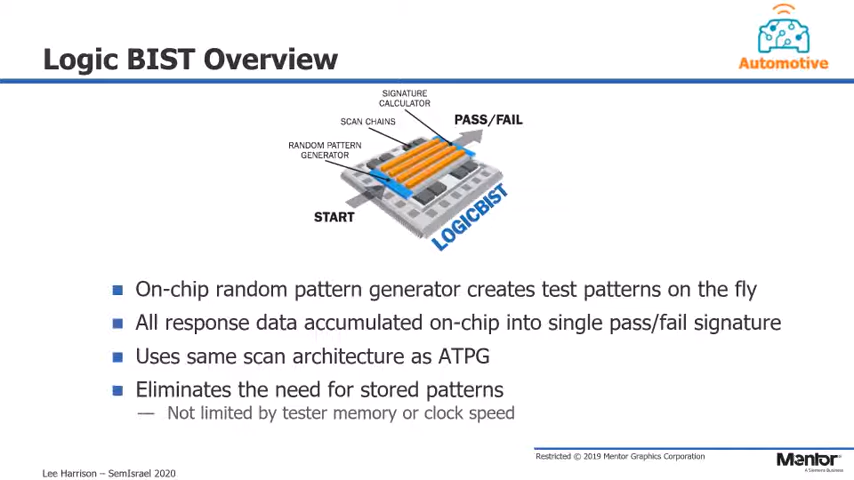 Logic BIST Overview
Automotive
SIGNATURE
CALCULATOR
SCAN CHAINS
PASS/FAIL
RANDOM PATTERN
GENERATOR
START
LOGICBIST
On-chip random pattern generator creates test patterns on the fly
All response data accumulated on-chip into single pass/fail signature
Uses same scan architecture as ATPG
Eliminates the need for stored patterns
— Not limited by tester memory or clock speed
Restricted © 2019 Mentor Graphics Corporation
Mentor®
A Siemens Business
Lee Harrison – SemIsrael 2020